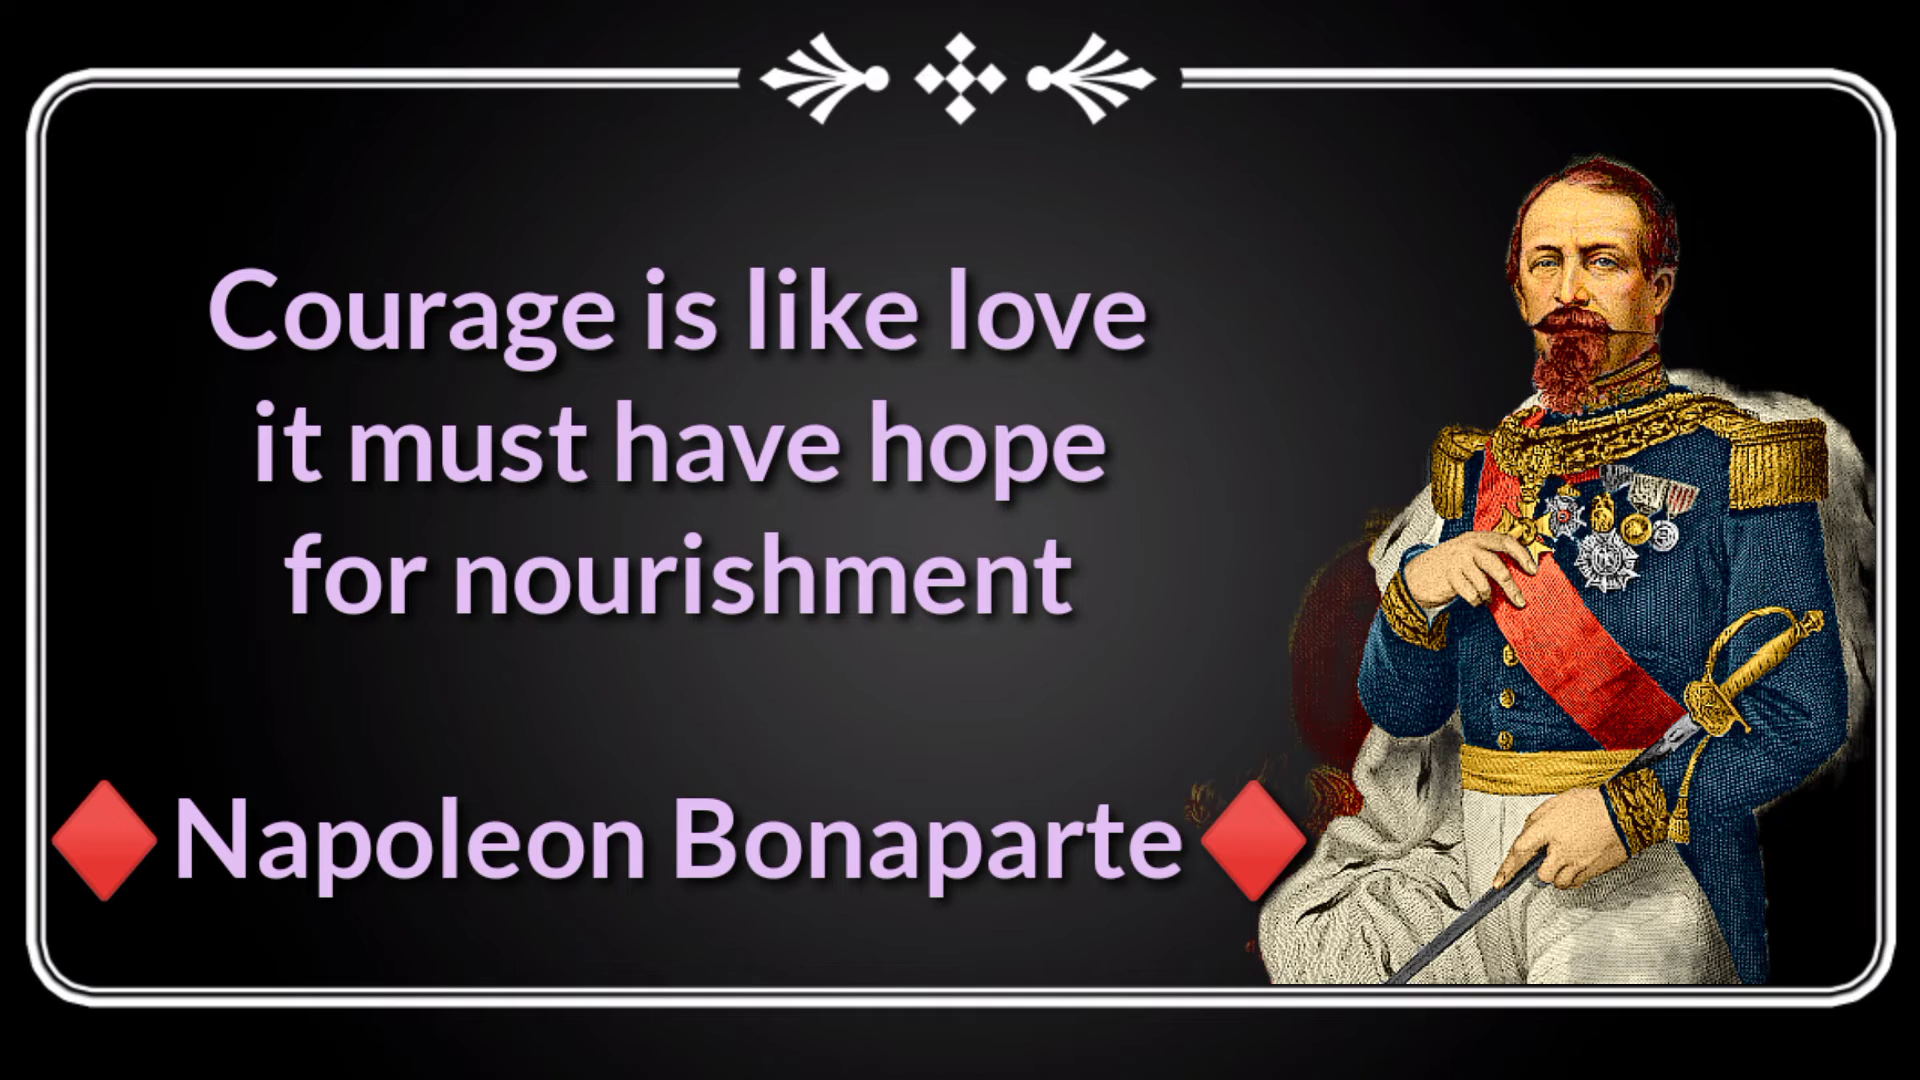 Courage is like love
it must have hope
for nourishment
Napoleon Bonaparte